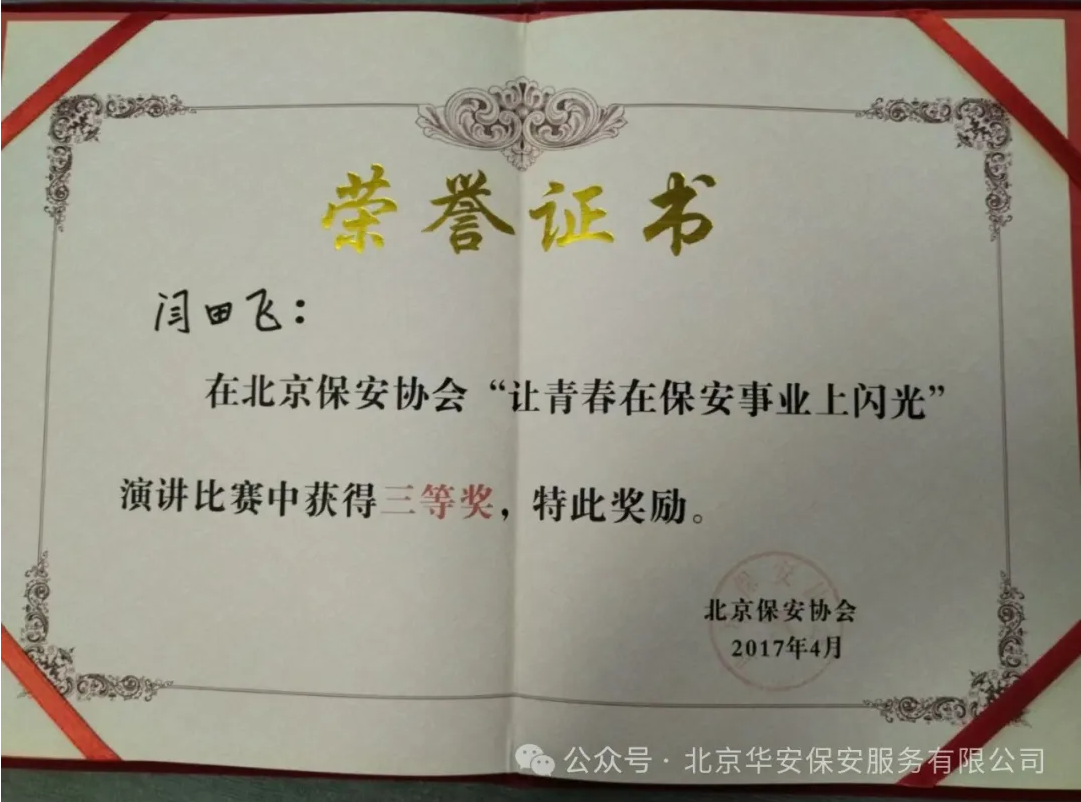 荣誉证书
闫田飞：
在北京保安协会“让青春在保安事业上闪光”
演讲比赛中获得三等奖，特此奖励。
保安
北京保安协会
2017年4月
公众号·北京华安保安服务有限公司